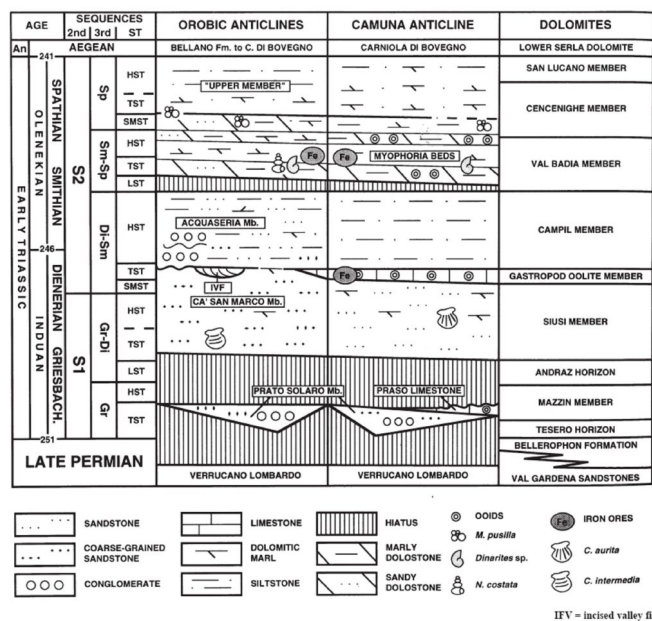 AGE
SEQUENCES
2nd 3rd ST
OROBIC ANTICLINES
CAMUNA ANTICLINE
DOLOMITES
An
AEGEAN
BELLANO Fm. to C. DI BOVEGNO
CARNIOLA DI BOVEGNO
LOWER SERLA DOLOMITE
241
246
251
EARLY TRIASSIC
OLENEKIAN
INDUAN
SPATHIAN
SMITHIAN
DIENERIAN
GRIESBACH.
S2
S1
Sp
Sm-Sp
Di-Sm
Gr-Di
Gr
HST
TST
SMST
HST
TST
LST
HST
TST
SMST
HST
TST
LST
HST
TST
"UPPER MEMBER"
Fe
ACQUASERIA Mb.
IVF
CA' SAN MARCO Mb.
PRATO SOLARO Mb.
Fe
MYOPHORIA BEDS
Fe
PRASO LIMESTONE
SAN LUCANO MEMBER
CENCENIGHE MEMBER
VAL BADIA MEMBER
CAMPIL MEMBER
GASTROPOD OOLITE MEMBER
SIUSI MEMBER
ANDRAZ HORIZON
MAZZIN MEMBER
TESERO HORIZON
BELLEROPHON FORMATION
VAL GARDENA SANDSTONES
LATE PERMIAN
VERRUCANO LOMBARDO
VERRUCANO LOMBARDO
SANDSTONE
COARSE-GRAINED
SANDSTONE
CONGLOMERATE
LIMESTONE
DOLOMITIC
MARL
SILTSTONE
HIATUS
MARLY
DOLOSTONE
SANDY
DOLOSTONE
OOIDS
M. pusilla
Dinarites sp.
N. costata
Fe
IRON ORES
C. aurita
C. intermedia
IFV = incised valley fi